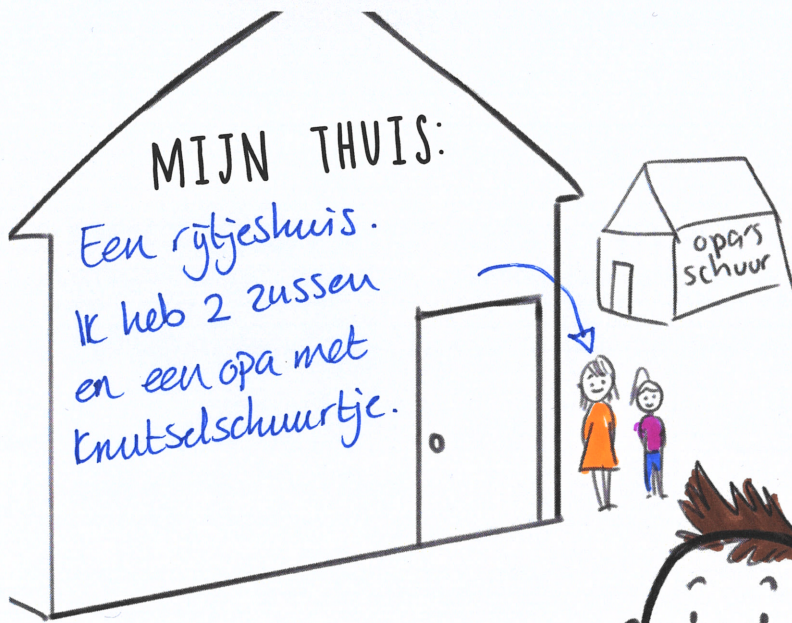 MIJN THUIS:
Een rijtjeshuis.
Ik heb 2 zussen
en een opa met
knutselschuurtje.
opa's
schuur